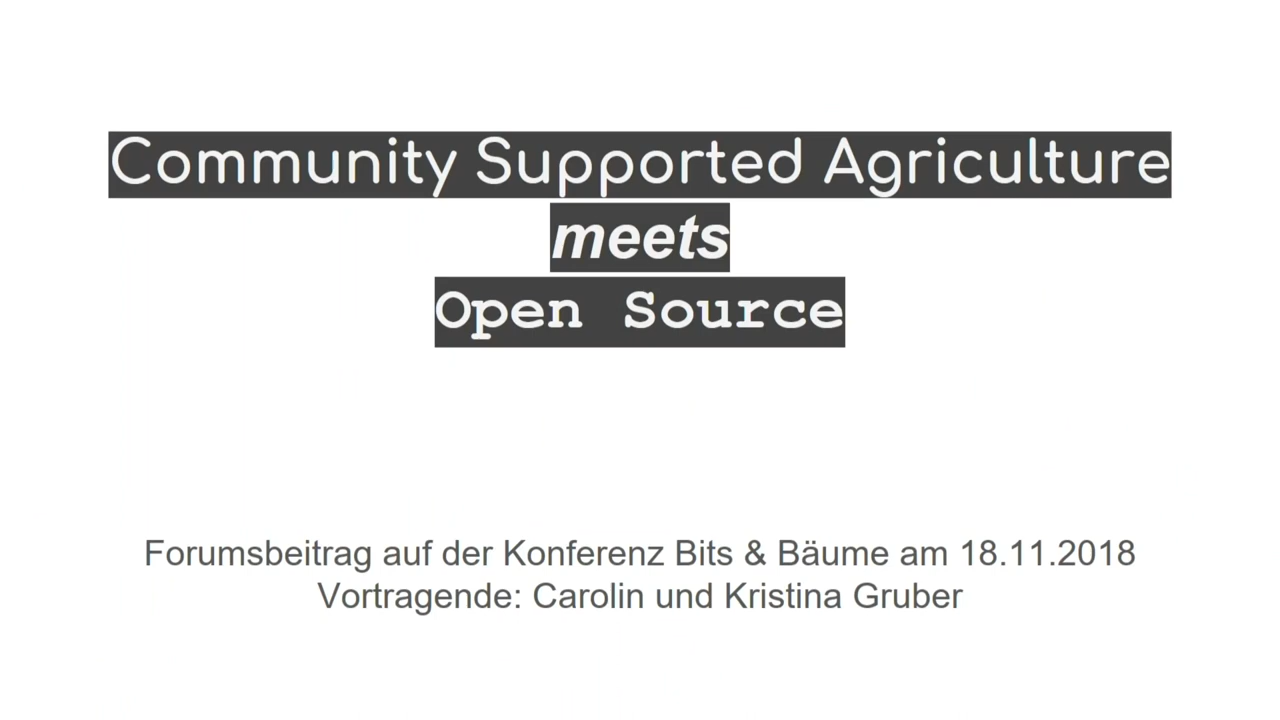 Community Supported Agriculture
meets
Open Source
Forumsbeitrag auf der Konferenz Bits & Bäume am 18.11.2018
Vortragende: Carolin und Kristina Gruber